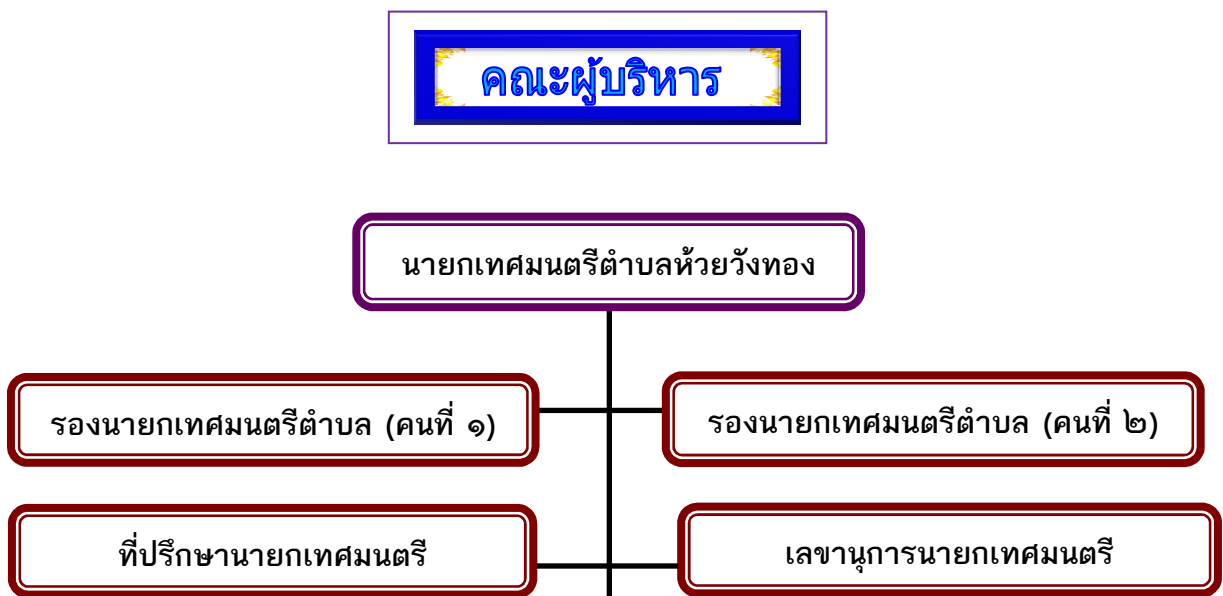 คณะผู้บริหาร
นายกเทศมนตรีตำบลห้วยวังทอง
รองนายกเทศมนตรีตำบล (คนที่ ๑)
รองนายกเทศมนตรีตำบล (คนที่ ๒)
ที่ปรึกษานายกเทศมนตรี
เลขานุการนายกเทศมนตรี